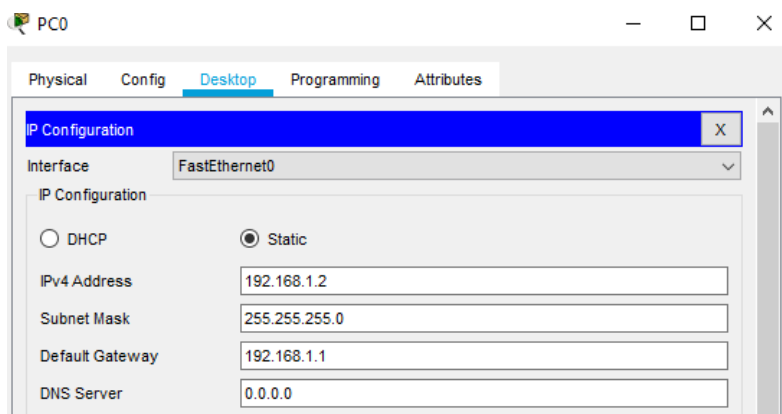 PC0
Physical Config Desktop Programming Attributes
IP Configuration X
Interface FastEthernet0
IP Configuration
DHCP Static
IPv4 Address 192.168.1.2
Subnet Mask 255.255.255.0
Default Gateway 192.168.1.1
DNS Server 0.0.0.0